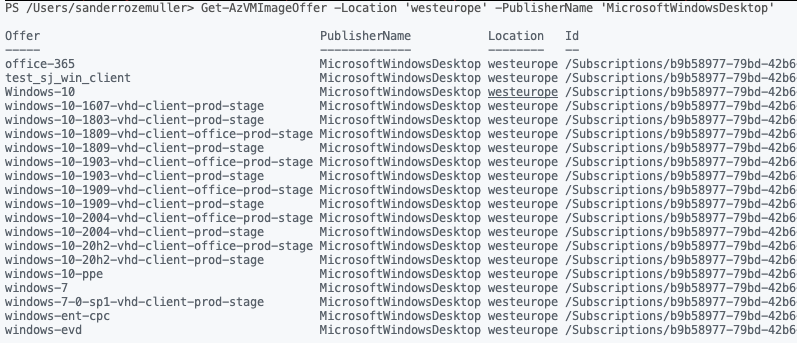 PS /Users/sanderrozemuller> Get-AzVMImageOffer -Location 'westeurope' -PublisherName 'MicrosoftWindowsDesktop'
Offer PublisherName Location Id
----- ------------- -------- --
office-365 MicrosoftWindowsDesktop westeurope /Subscriptions/b9b58977-79bd-42b6
test_sj_win_client MicrosoftWindowsDesktop westeurope /Subscriptions/b9b58977-79bd-42b6
Windows-10 MicrosoftWindowsDesktop westeurope /Subscriptions/b9b58977-79bd-42b6
windows-10-1607-vhd-client-prod-stage MicrosoftWindowsDesktop westeurope /Subscriptions/b9b58977-79bd-42b6
windows-10-1803-vhd-client-prod-stage MicrosoftWindowsDesktop westeurope /Subscriptions/b9b58977-79bd-42b6
windows-10-1809-vhd-client-office-prod-stage MicrosoftWindowsDesktop westeurope /Subscriptions/b9b58977-79bd-42b6
windows-10-1809-vhd-client-prod-stage MicrosoftWindowsDesktop westeurope /Subscriptions/b9b58977-79bd-42b6
windows-10-1903-vhd-client-office-prod-stage MicrosoftWindowsDesktop westeurope /Subscriptions/b9b58977-79bd-42b6
windows-10-1903-vhd-client-prod-stage MicrosoftWindowsDesktop westeurope /Subscriptions/b9b58977-79bd-42b6
windows-10-1909-vhd-client-office-prod-stage MicrosoftWindowsDesktop westeurope /Subscriptions/b9b58977-79bd-42b6
windows-10-1909-vhd-client-prod-stage MicrosoftWindowsDesktop westeurope /Subscriptions/b9b58977-79bd-42b6
windows-10-2004-vhd-client-office-prod-stage MicrosoftWindowsDesktop westeurope /Subscriptions/b9b58977-79bd-42b6
windows-10-2004-vhd-client-prod-stage MicrosoftWindowsDesktop westeurope /Subscriptions/b9b58977-79bd-42b6
windows-10-20h2-vhd-client-office-prod-stage MicrosoftWindowsDesktop westeurope /Subscriptions/b9b58977-79bd-42b6
windows-10-20h2-vhd-client-prod-stage MicrosoftWindowsDesktop westeurope /Subscriptions/b9b58977-79bd-42b6
windows-10-ppe MicrosoftWindowsDesktop westeurope /Subscriptions/b9b58977-79bd-42b6
windows-7 MicrosoftWindowsDesktop westeurope /Subscriptions/b9b58977-79bd-42b6
windows-7-0-sp1-vhd-client-prod-stage MicrosoftWindowsDesktop westeurope /Subscriptions/b9b58977-79bd-42b6
windows-ent-cpc MicrosoftWindowsDesktop westeurope /Subscriptions/b9b58977-79bd-42b6
windows-evd MicrosoftWindowsDesktop westeurope /Subscriptions/b9b58977-79bd-42b6